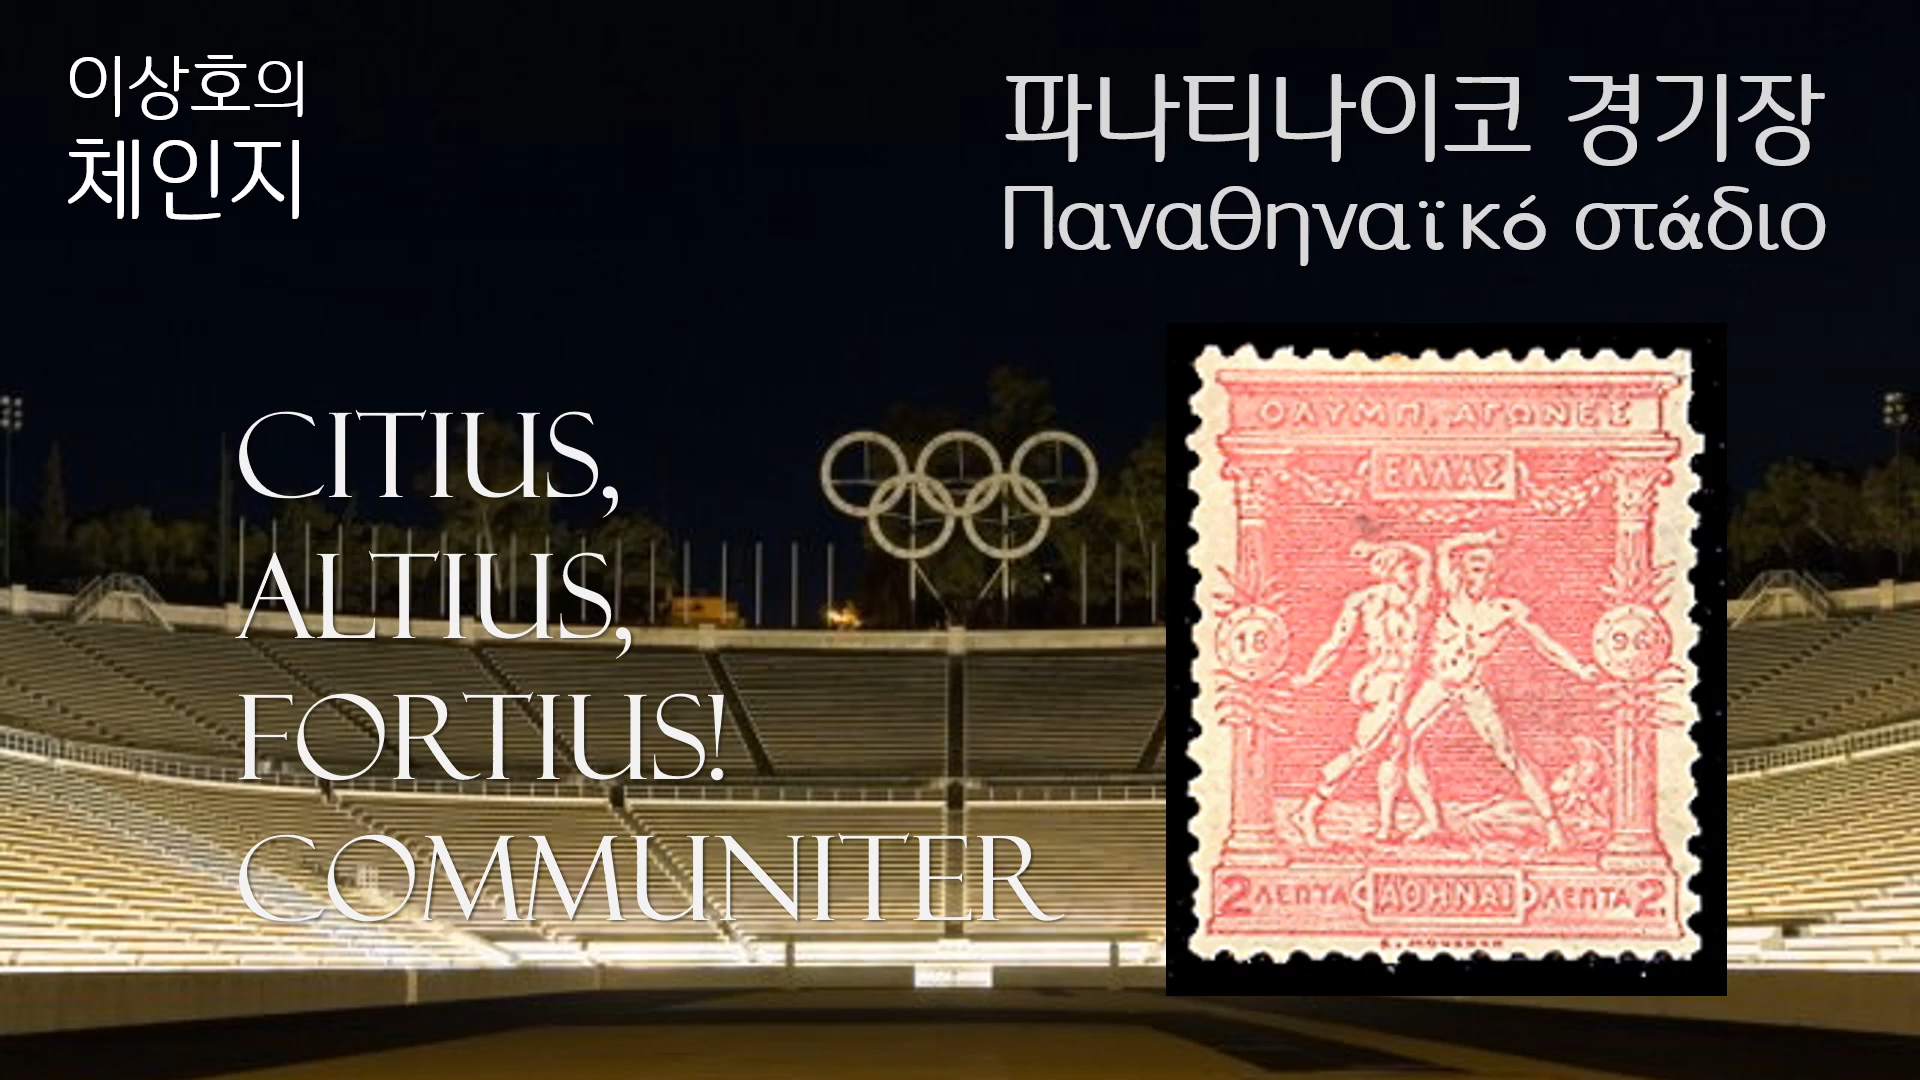 이상호의
체인지
파나티나이코 경기장
Παναθηναϊκό στάδιο
CITIUS,
ALTIUS,
FORTIUS!
COMMUNITER
ΟΛΥΜΠ. ΑΓΩΝΕΣ
ΕΛΛΑΣ
18 96
2 ΛΕΠΤΑ ΑΘΗΝΑΙ ΛΕΠΤΑ 2